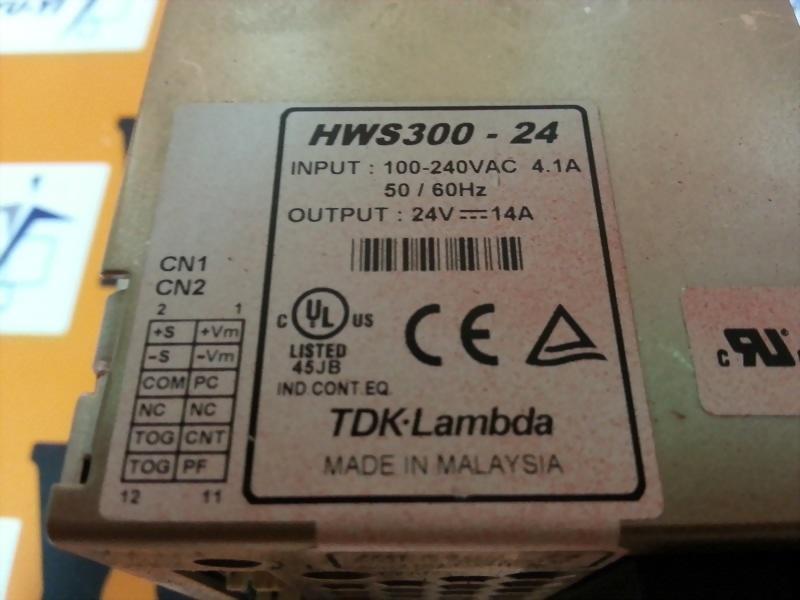 HWS300 - 24
INPUT : 100-240VAC 4.1A
50 / 60Hz
OUTPUT : 24V⎓14A
CN1
CN2
2 1
+S +Vm
-S -Vm
COM PC
NC NC
TOG CNT
TOG PF
12 11
C UL US
LISTED
45JB
IND.CONT.EQ.
CE
TDK·Lambda
MADE IN MALAYSIA
c RU